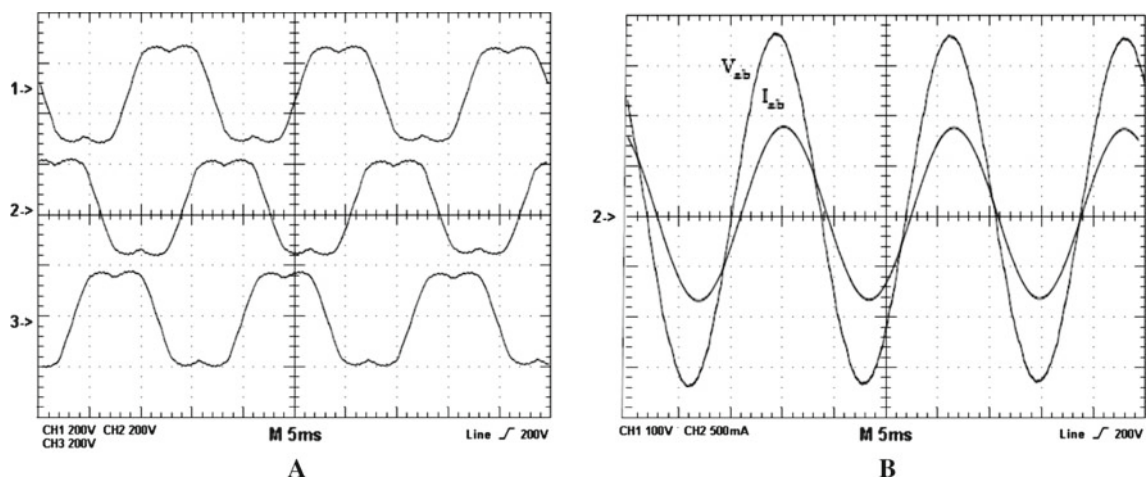 1->
2->
3->
CH1 200V CH2 200V
CH3 200V
M 5ms
Line 200V
A
Vab
Iab
2->
CH1 100V CH2 500mA
M 5ms
Line 200V
B